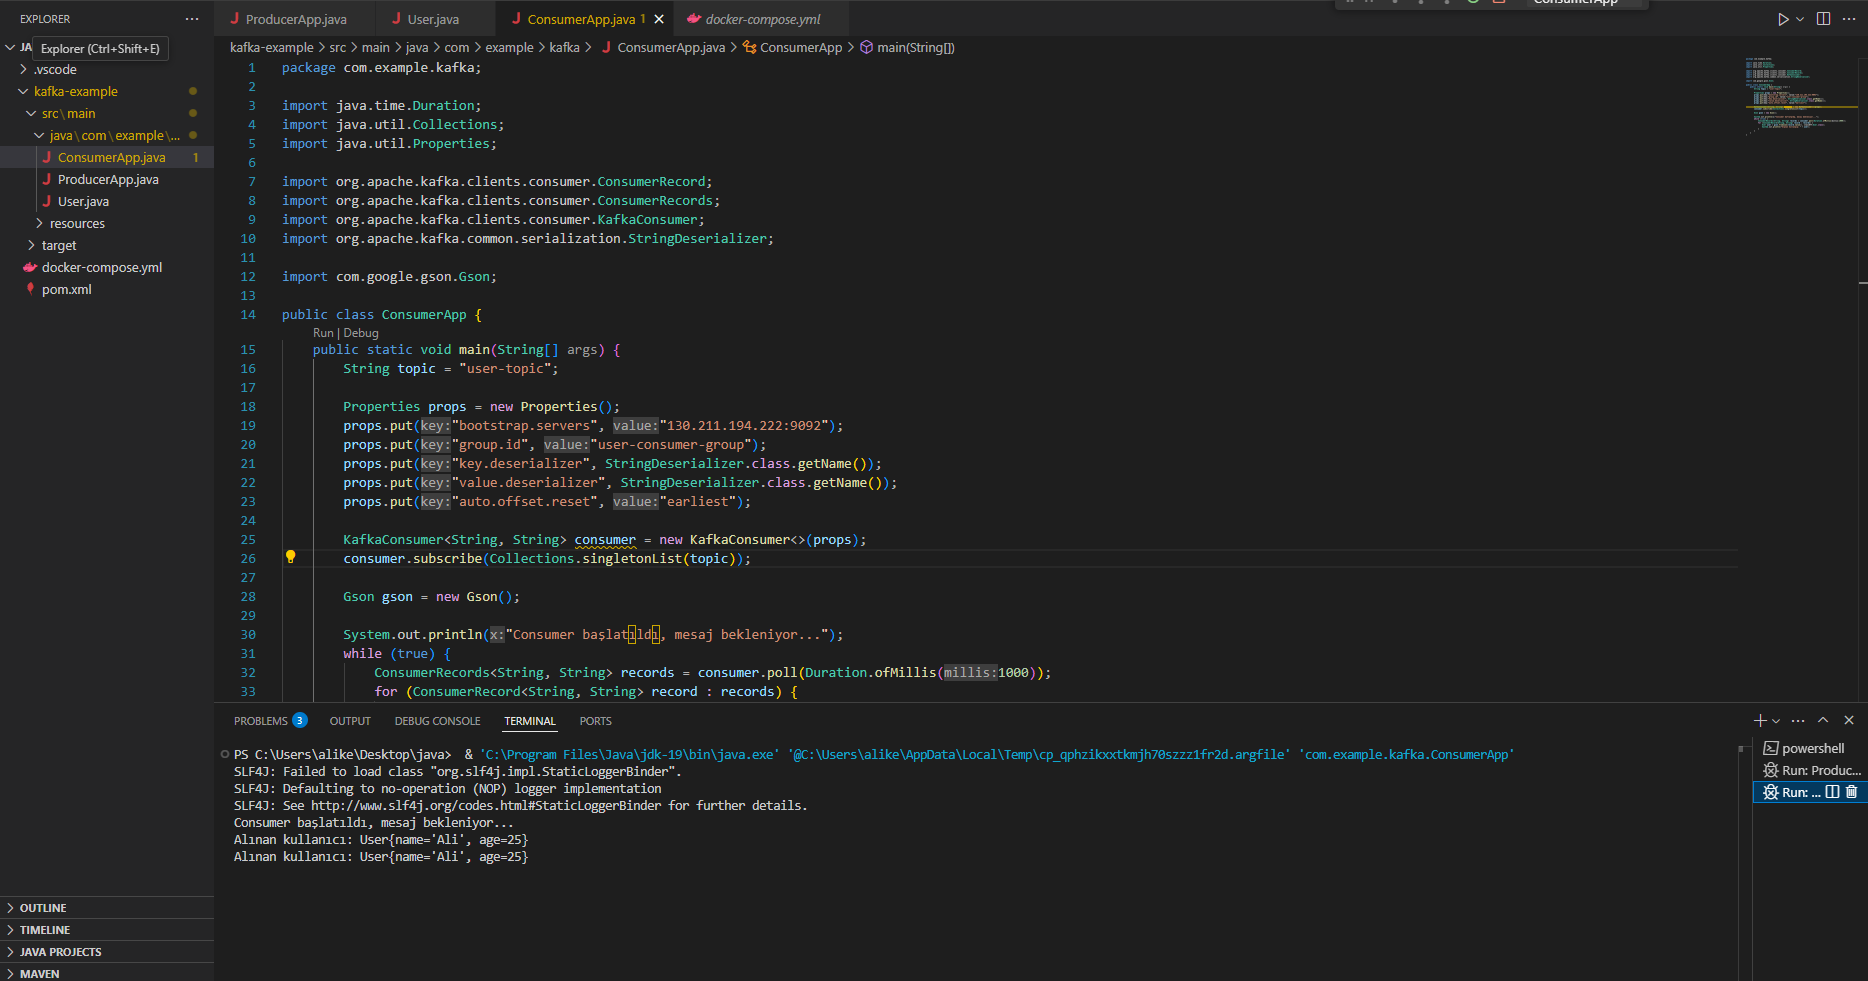 EXPLORER
JA
Explorer (Ctrl+Shift+E)
.vscode
kafka-example
src\main
java\com\example\...
ConsumerApp.java 1
ProducerApp.java
User.java
resources
target
docker-compose.yml
pom.xml
OUTLINE
TIMELINE
JAVA PROJECTS
MAVEN
ProducerApp.java User.java ConsumerApp.java 1 docker-compose.yml
ConsumerApp
kafka-example > src > main > java > com > example > kafka > ConsumerApp.java > ConsumerApp > main(String[])
1 package com.example.kafka;
2
3 import java.time.Duration;
4 import java.util.Collections;
5 import java.util.Properties;
6
7 import org.apache.kafka.clients.consumer.ConsumerRecord;
8 import org.apache.kafka.clients.consumer.ConsumerRecords;
9 import org.apache.kafka.clients.consumer.KafkaConsumer;
10 import org.apache.kafka.common.serialization.StringDeserializer;
11
12 import com.google.gson.Gson;
13
14 public class ConsumerApp {
Run | Debug
15 public static void main(String[] args) {
16 String topic = "user-topic";
17
18 Properties props = new Properties();
19 props.put(key:"bootstrap.servers", value:"130.211.194.222:9092");
20 props.put(key:"group.id", value:"user-consumer-group");
21 props.put(key:"key.deserializer", StringDeserializer.class.getName());
22 props.put(key:"value.deserializer", StringDeserializer.class.getName());
23 props.put(key:"auto.offset.reset", value:"earliest");
24
25 KafkaConsumer<String, String> consumer = new KafkaConsumer<>(props);
26 consumer.subscribe(Collections.singletonList(topic));
27
28 Gson gson = new Gson();
29
30 System.out.println(x:"Consumer başlatıldı, mesaj bekleniyor...");
31 while (true) {
32 ConsumerRecords<String, String> records = consumer.poll(Duration.ofMillis(millis:1000));
33 for (ConsumerRecord<String, String> record : records) {
PROBLEMS 3 OUTPUT DEBUG CONSOLE TERMINAL PORTS
PS C:\Users\alike\Desktop\java> & 'C:\Program Files\Java\jdk-19\bin\java.exe' '@C:\Users\alike\AppData\Local\Temp\cp_qphzikxxtkmjh70szzz1fr2d.argfile' 'com.example.kafka.ConsumerApp'
SLF4J: Failed to load class "org.slf4j.impl.StaticLoggerBinder".
SLF4J: Defaulting to no-operation (NOP) logger implementation
SLF4J: See http://www.slf4j.org/codes.html#StaticLoggerBinder for further details.
Consumer başlatıldı, mesaj bekleniyor...
Alınan kullanıcı: User{name='Ali', age=25}
Alınan kullanıcı: User{name='Ali', age=25}
powershell
Run: Produc...
Run: ...